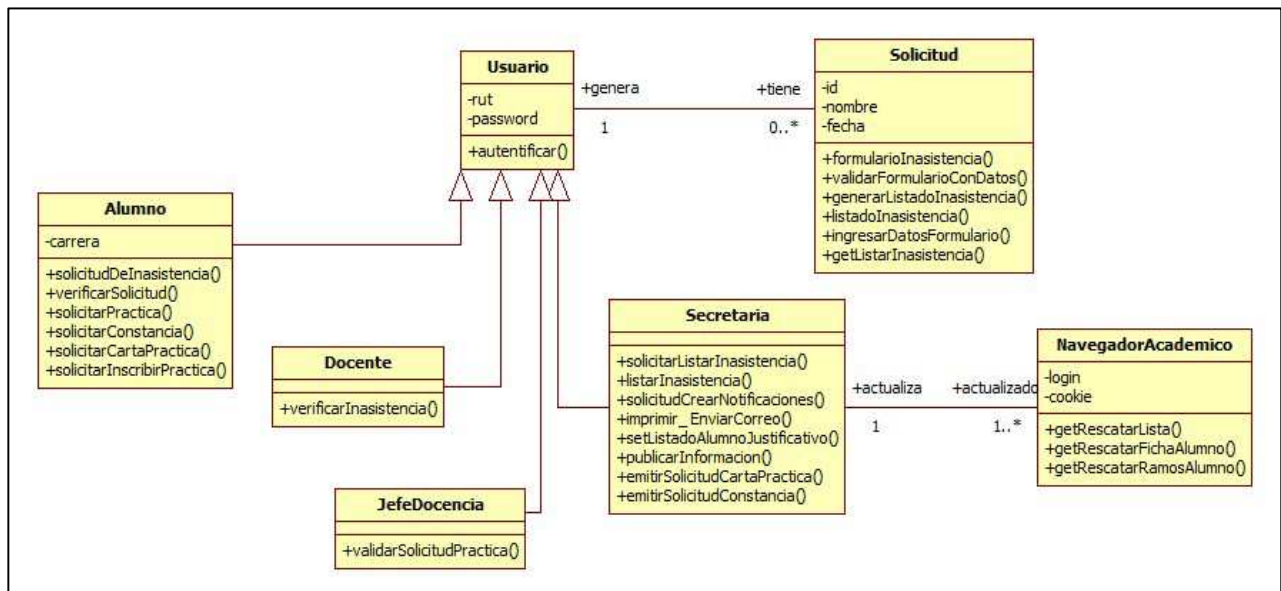 Usuario
-rut
-password
+autentificar()
+genera
1
+tiene
0..*
Solicitud
-id
-nombre
-fecha
+formularioInasistencia()
+validarFormularioConDatos()
+generarListadoInasistencia()
+listadoInasistencia()
+ingresarDatosFormulario()
+getListarInasistencia()
Alumno
-carrera
+solicitudDeInasistencia()
+verificarSolicitud()
+solicitarPractica()
+solicitarConstancia()
+solicitarCartaPractica()
+solicitarInscribirPractica()
Docente
+verificarInasistencia()
JefeDocencia
+validarSolicitudPractica()
Secretaria
+solicitarListarInasistencia()
+listarInasistencia()
+solicitudCrearNotificaciones()
+imprimir_EnviarCorreo()
+setListadoAlumnoJustificativo()
+publicarInformacion()
+emitirSolicitudCartaPractica()
+emitirSolicitudConstancia()
+actualiza
1
+actualizado
1..*
NavegadorAcademico
-login
-cookie
+getRescatarLista()
+getRescatarFichaAlumno()
+getRescatarRamosAlumno()